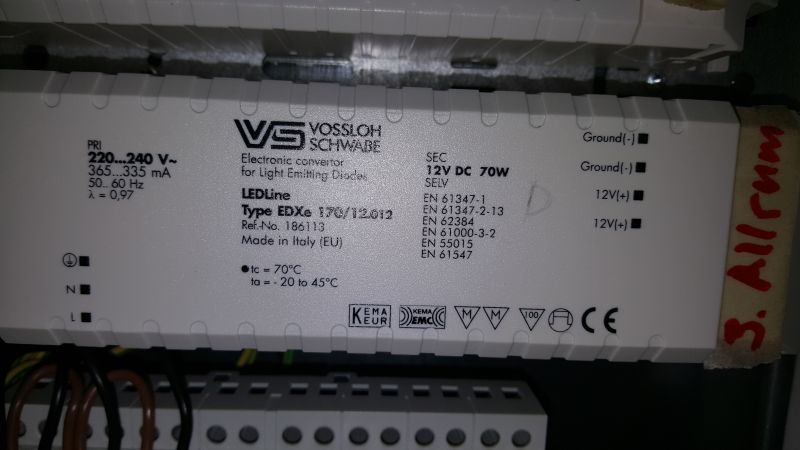 PRI
220...240 V~
365...335 mA
50...60 Hz
λ = 0,97
N
L
VS VOSSLOH
SCHWABE
Electronic convertor
for Light Emitting Diodes
LEDLine
Type EDXe 170/12.012
Ref.-No. 186113
Made in Italy (EU)
tc = 70°C
ta = - 20 to 45°C
SEC
12V DC 70W
SELV
EN 61347-1
EN 61347-2-13
EN 62384
EN 61000-3-2
EN 55015
EN 61547
D
Ground(-)
Ground(-)
12V(+)
12V(+)
KEMA
EUR
KEMA
EMC
M M
100
CE
3. Allrum